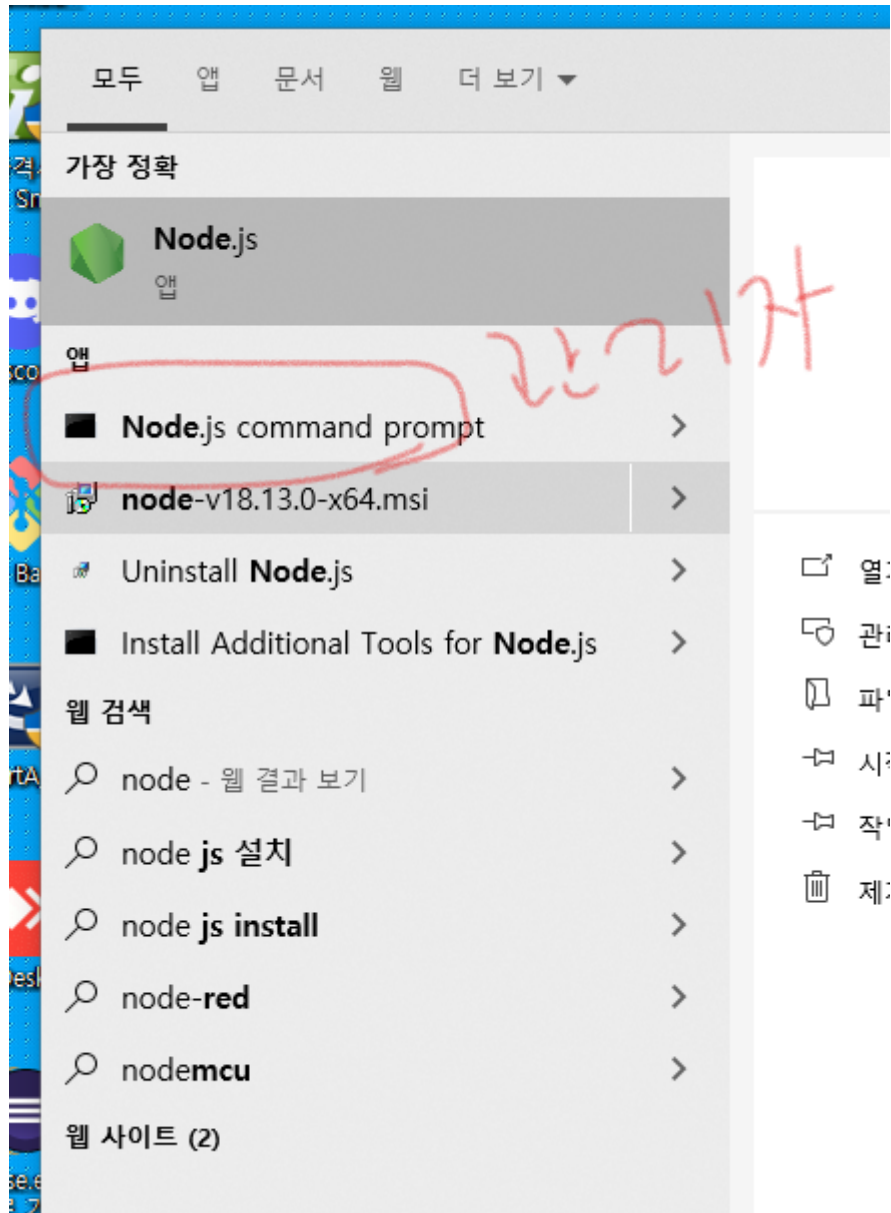 모두 앱 문서 웹 더 보기
가장 정확
Node.js
앱
앱
관리자
Node.js command prompt
node-v18.13.0-x64.msi
Uninstall Node.js
Install Additional Tools for Node.js
웹 검색
node - 웹 결과 보기
node js 설치
node js install
node-red
nodemcu
웹 사이트 (2)